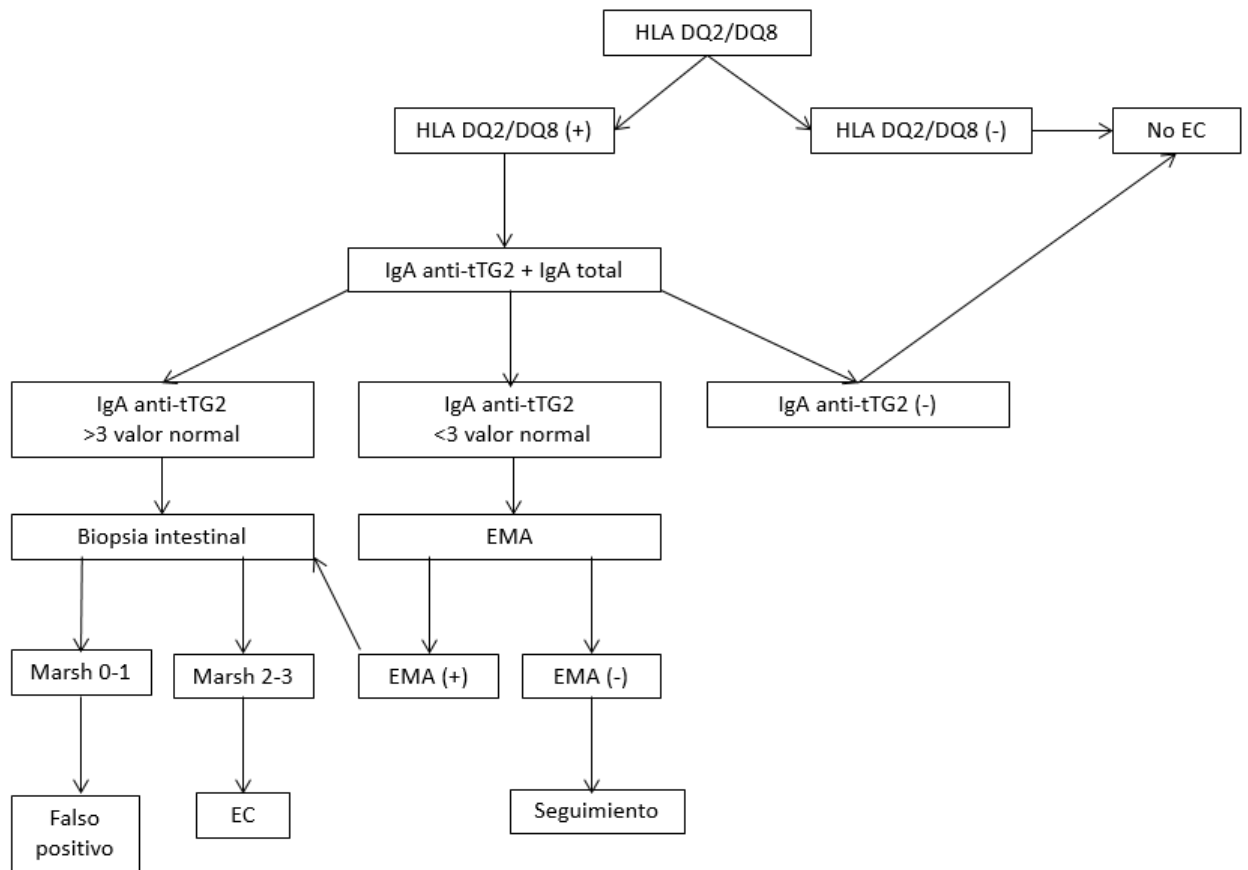 HLA DQ2/DQ8
HLA DQ2/DQ8 (+)
HLA DQ2/DQ8 (-)
No EC
IgA anti-tTG2 + IgA total
IgA anti-tTG2
>3 valor normal
IgA anti-tTG2
<3 valor normal
IgA anti-tTG2 (-)
Biopsia intestinal
EMA
Marsh 0-1
Marsh 2-3
EMA (+)
EMA (-)
Falso
positivo
EC
Seguimiento